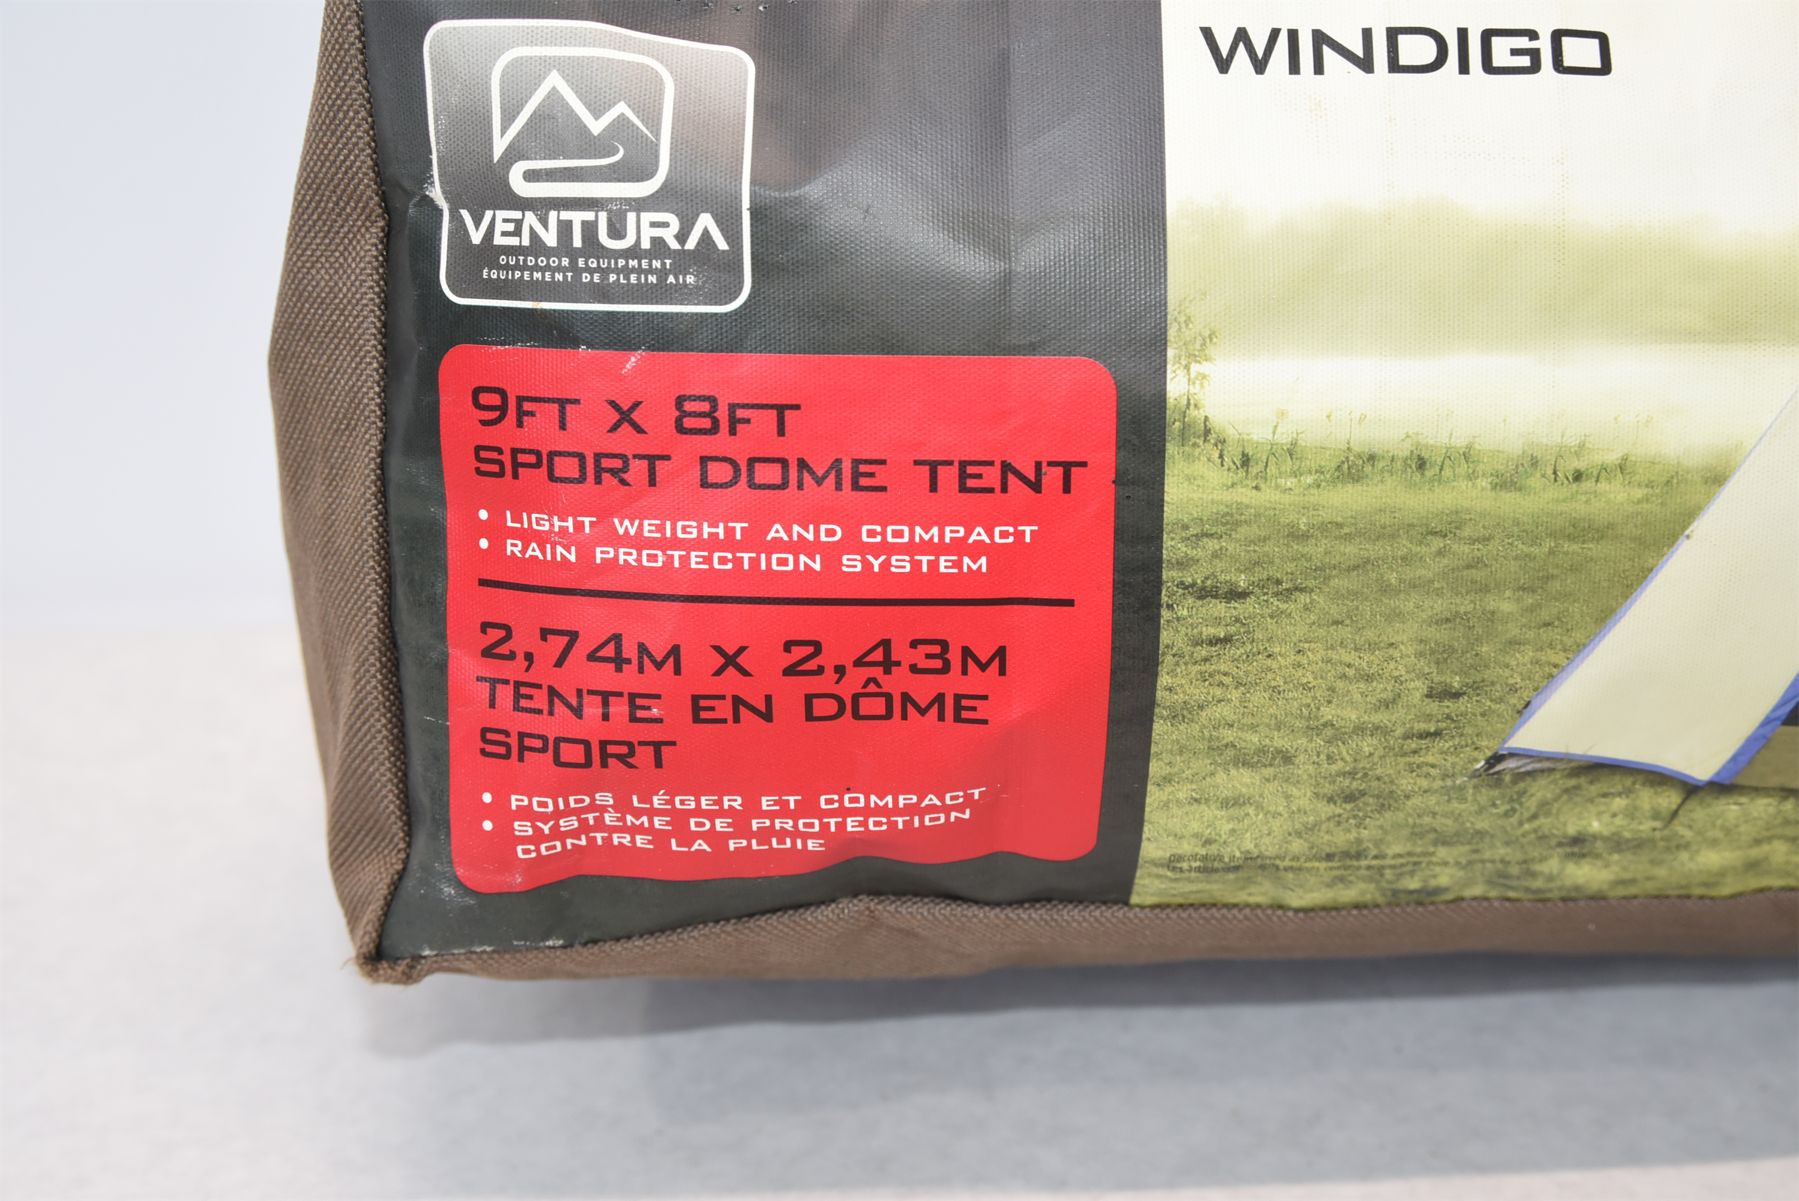 VENTURA
OUTDOOR EQUIPMENT
ÉQUIPEMENT DE PLEIN AIR
9FT X 8FT
SPORT DOME TENT
• LIGHT WEIGHT AND COMPACT
• RAIN PROTECTION SYSTEM
2,74M X 2,43M
TENTE EN DÔME
SPORT
• POIDS LÉGER ET COMPACT
• SYSTÈME DE PROTECTION
CONTRE LA PLUIE
WINDIGO